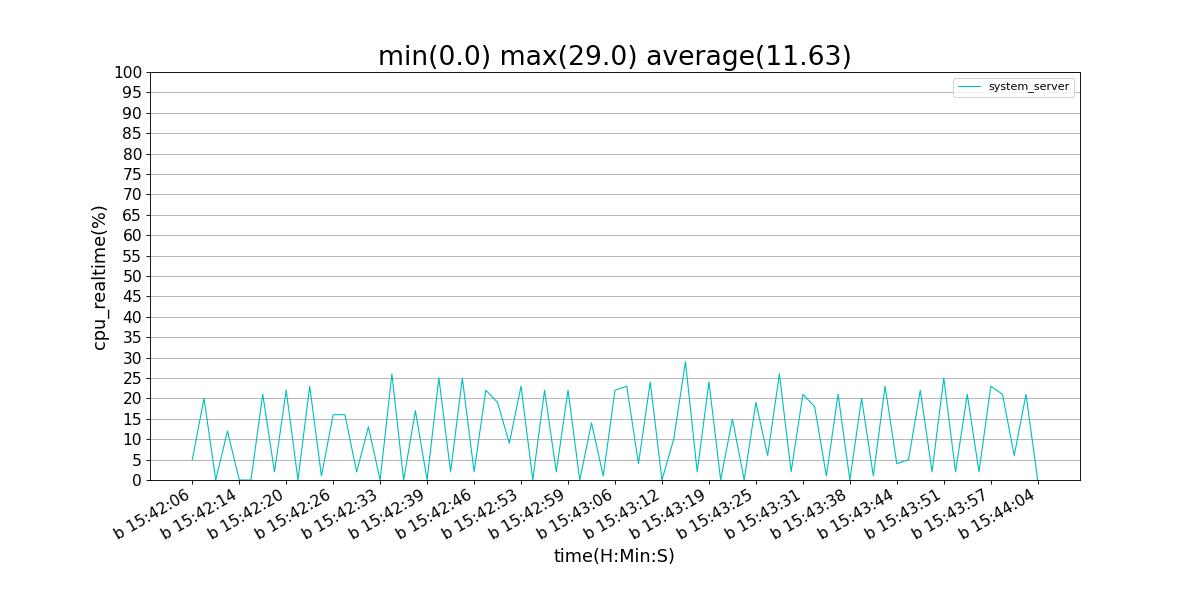 min(0.0) max(29.0) average(11.63)
system_server
cpu_realtime(%)
100
95
90
85
80
75
70
65
60
55
50
45
40
35
30
25
20
15
10
5
0
b 15:42:06
b 15:42:14
b 15:42:20
b 15:42:26
b 15:42:33
b 15:42:39
b 15:42:46
b 15:42:53
b 15:42:59
b 15:43:06
b 15:43:12
b 15:43:19
b 15:43:25
b 15:43:31
b 15:43:38
b 15:43:44
b 15:43:51
b 15:43:57
b 15:44:04
time(H:Min:S)